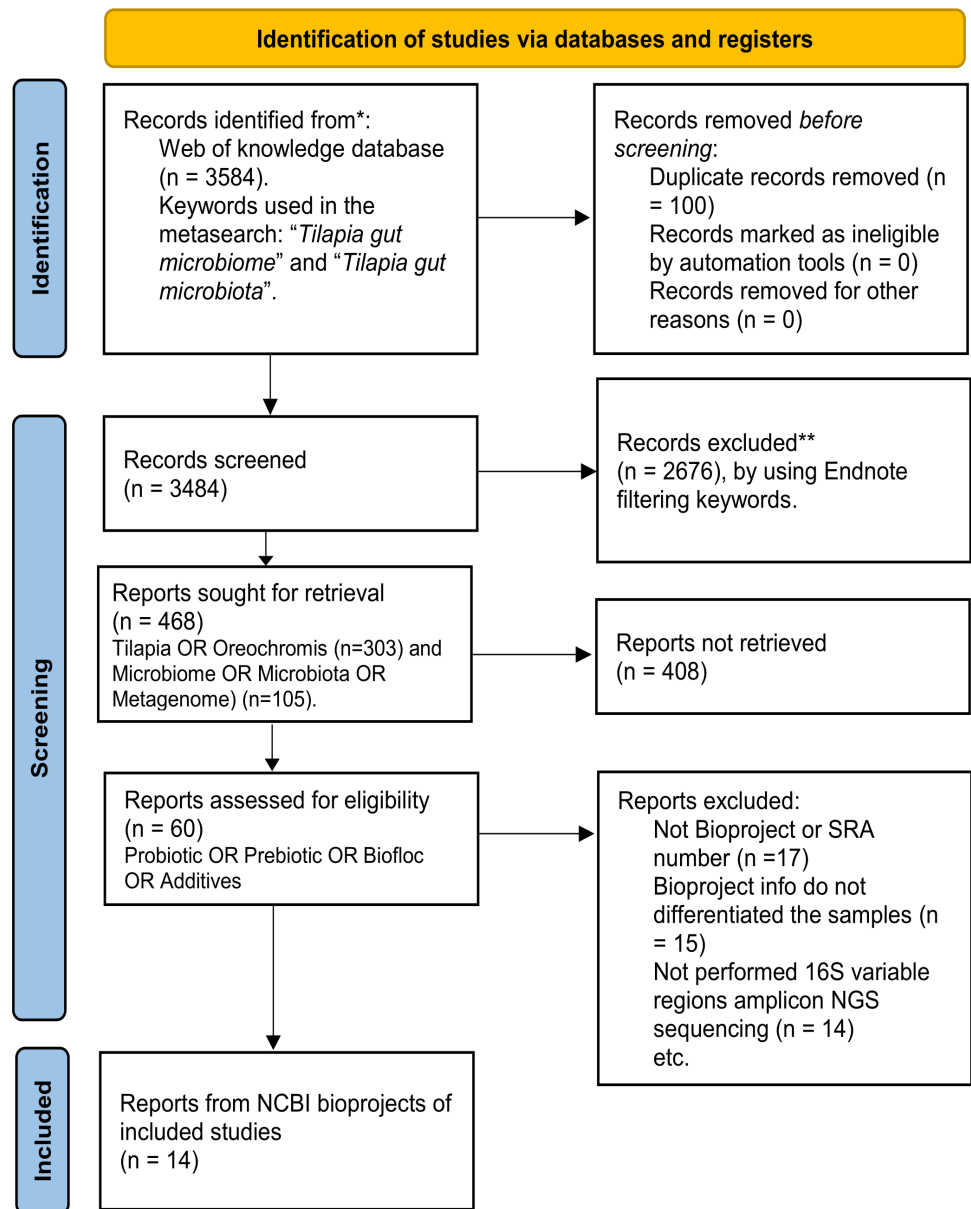 Identification of studies via databases and registers
Identification
Records identified from*:
Web of knowledge database
(n = 3584).
Keywords used in the
metasearch: “Tilapia gut
microbiome” and “Tilapia gut
microbiota”.
Records removed before
screening:
Duplicate records removed (n
= 100)
Records marked as ineligible
by automation tools (n = 0)
Records removed for other
reasons (n = 0)
Screening
Records screened
(n = 3484)
Records excluded**
(n = 2676), by using Endnote
filtering keywords.
Reports sought for retrieval
(n = 468)
Tilapia OR Oreochromis (n=303) and
Microbiome OR Microbiota OR
Metagenome) (n=105).
Reports not retrieved
(n = 408)
Reports assessed for eligibility
(n = 60)
Probiotic OR Prebiotic OR Biofloc
OR Additives
Reports excluded:
Not Bioproject or SRA
number (n =17)
Bioproject info do not
differentiated the samples (n
= 15)
Not performed 16S variable
regions amplicon NGS
sequencing (n = 14)
etc.
Included
Reports from NCBI bioprojects of
included studies
(n = 14)